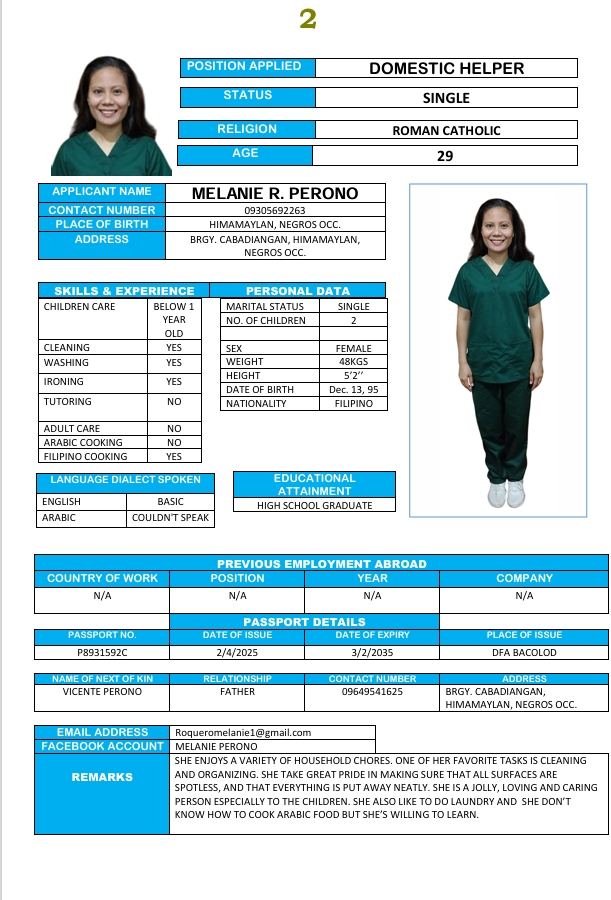 2
POSITION APPLIED DOMESTIC HELPER
STATUS SINGLE
RELIGION ROMAN CATHOLIC
AGE 29
APPLICANT NAME MELANIE R. PERONO
CONTACT NUMBER 09305692263
PLACE OF BIRTH HIMAMAYLAN, NEGROS OCC.
ADDRESS BRGY. CABADIANGAN, HIMAMAYLAN,
NEGROS OCC.
SKILLS & EXPERIENCE PERSONAL DATA
CHILDREN CARE BELOW 1
YEAR
OLD
CLEANING YES
WASHING YES
IRONING YES
TUTORING NO
ADULT CARE NO
ARABIC COOKING NO
FILIPINO COOKING YES
MARITAL STATUS SINGLE
NO. OF CHILDREN 2
SEX FEMALE
WEIGHT 48KGS
HEIGHT 5’2’’
DATE OF BIRTH Dec. 13, 95
NATIONALITY FILIPINO
LANGUAGE DIALECT SPOKEN
ENGLISH BASIC
ARABIC COULDN'T SPEAK
EDUCATIONAL
ATTAINMENT
HIGH SCHOOL GRADUATE
PREVIOUS EMPLOYMENT ABROAD
COUNTRY OF WORK POSITION YEAR COMPANY
N/A N/A N/A N/A
PASSPORT DETAILS
PASSPORT NO. DATE OF ISSUE DATE OF EXPIRY PLACE OF ISSUE
P8931592C 2/4/2025 3/2/2035 DFA BACOLOD
NAME OF NEXT OF KIN RELATIONSHIP CONTACT NUMBER ADDRESS
VICENTE PERONO FATHER 09649541625 BRGY. CABADIANGAN,
HIMAMAYLAN, NEGROS OCC.
EMAIL ADDRESS Roqueromelanie1@gmail.com
FACEBOOK ACCOUNT MELANIE PERONO
REMARKS
SHE ENJOYS A VARIETY OF HOUSEHOLD CHORES. ONE OF HER FAVORITE TASKS IS CLEANING
AND ORGANIZING. SHE TAKE GREAT PRIDE IN MAKING SURE THAT ALL SURFACES ARE
SPOTLESS, AND THAT EVERYTHING IS PUT AWAY NEATLY. SHE IS A JOLLY, LOVING AND CARING
PERSON ESPECIALLY TO THE CHILDREN. SHE ALSO LIKE TO DO LAUNDRY AND SHE DON’T
KNOW HOW TO COOK ARABIC FOOD BUT SHE’S WILLING TO LEARN.